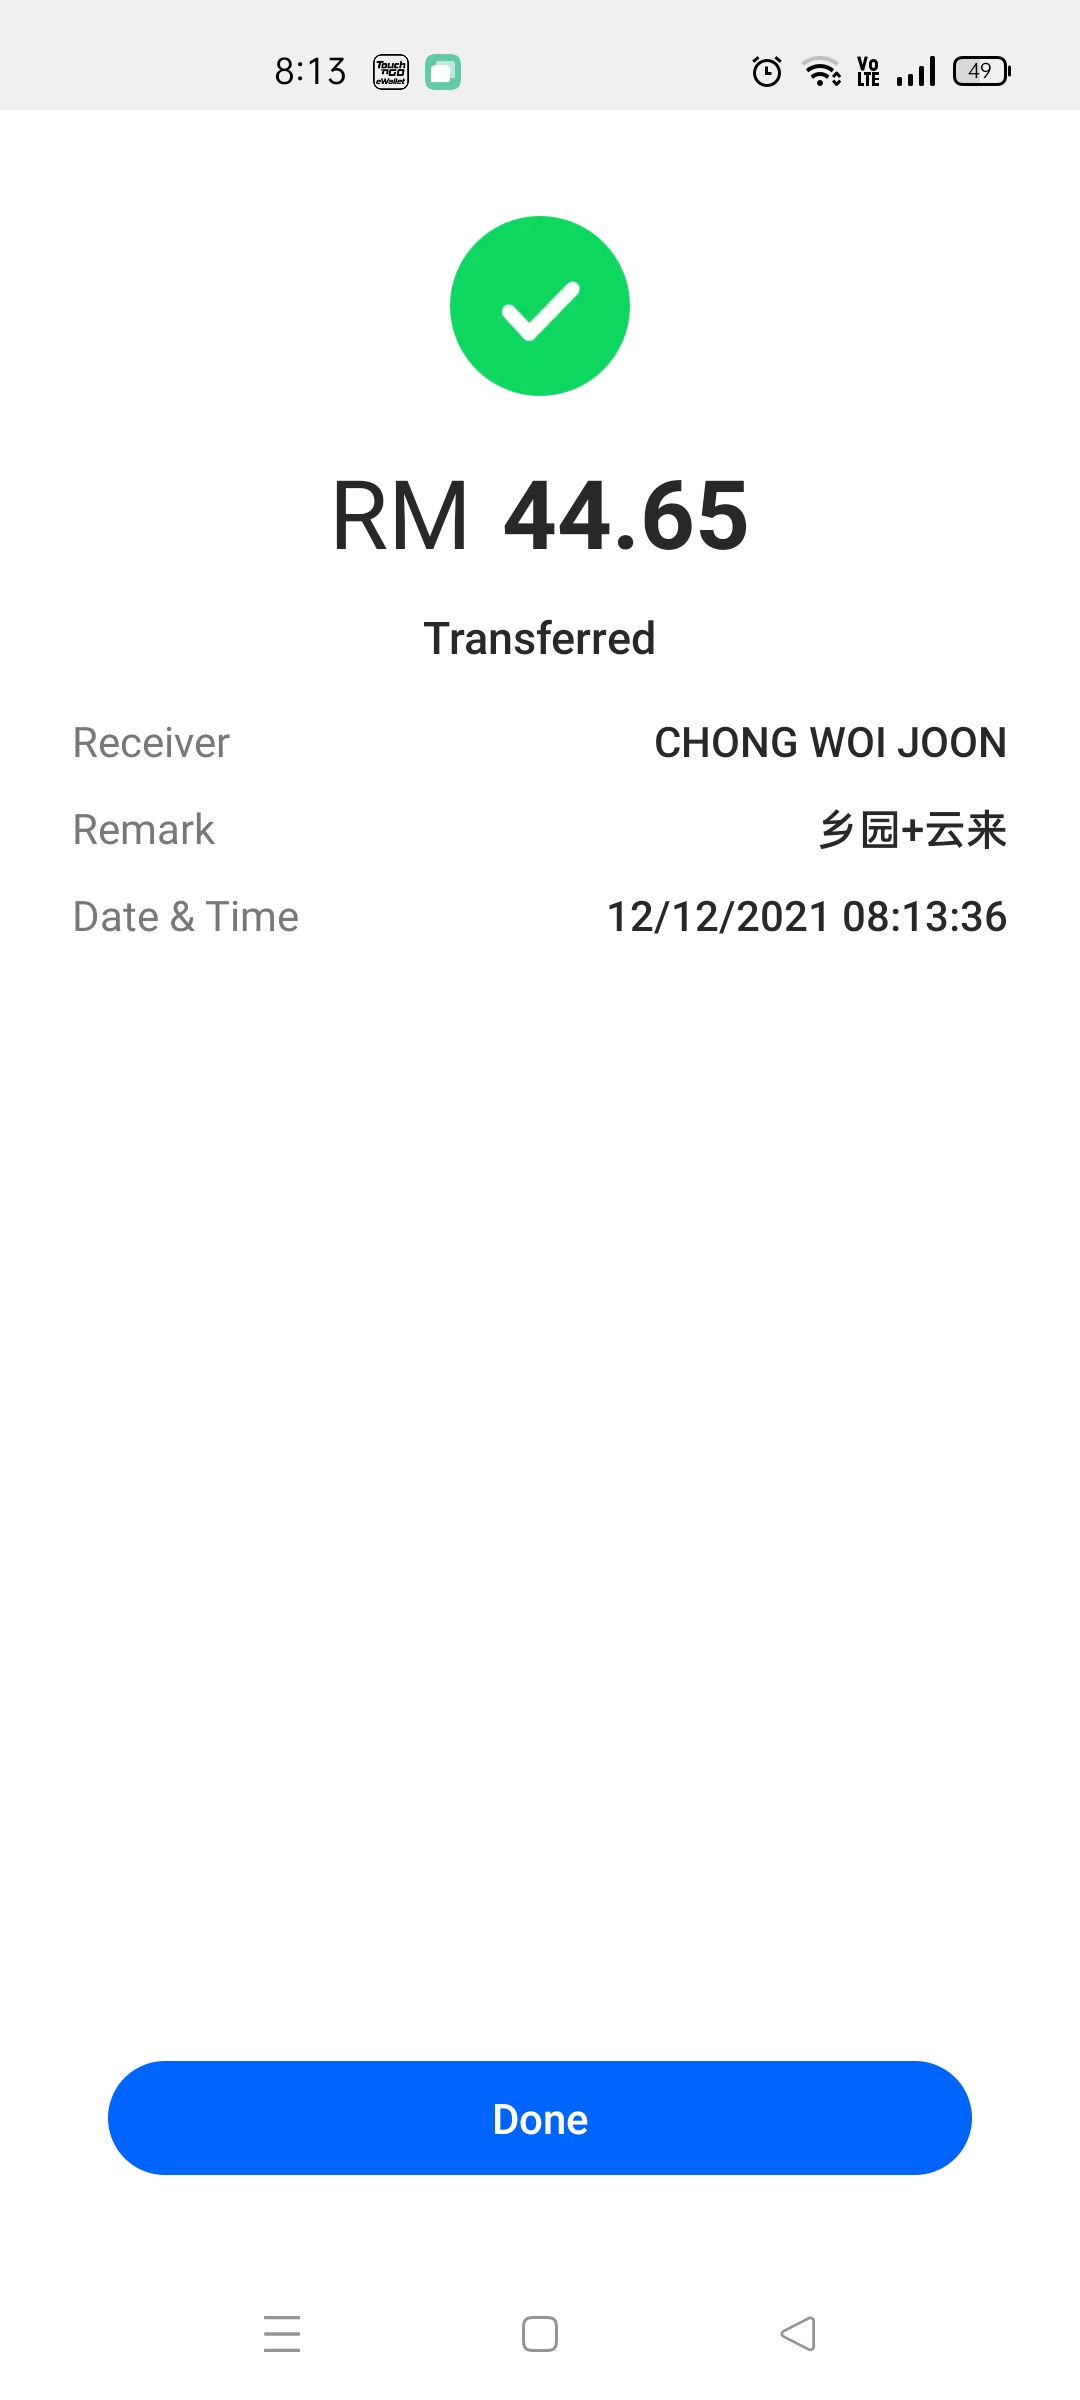 8:13
Touch
'nGO
eWallet
Vo
LTE
49
RM 44.65
Transferred
Receiver
CHONG WOI JOON
Remark
乡园+云来
Date & Time
12/12/2021 08:13:36
Done